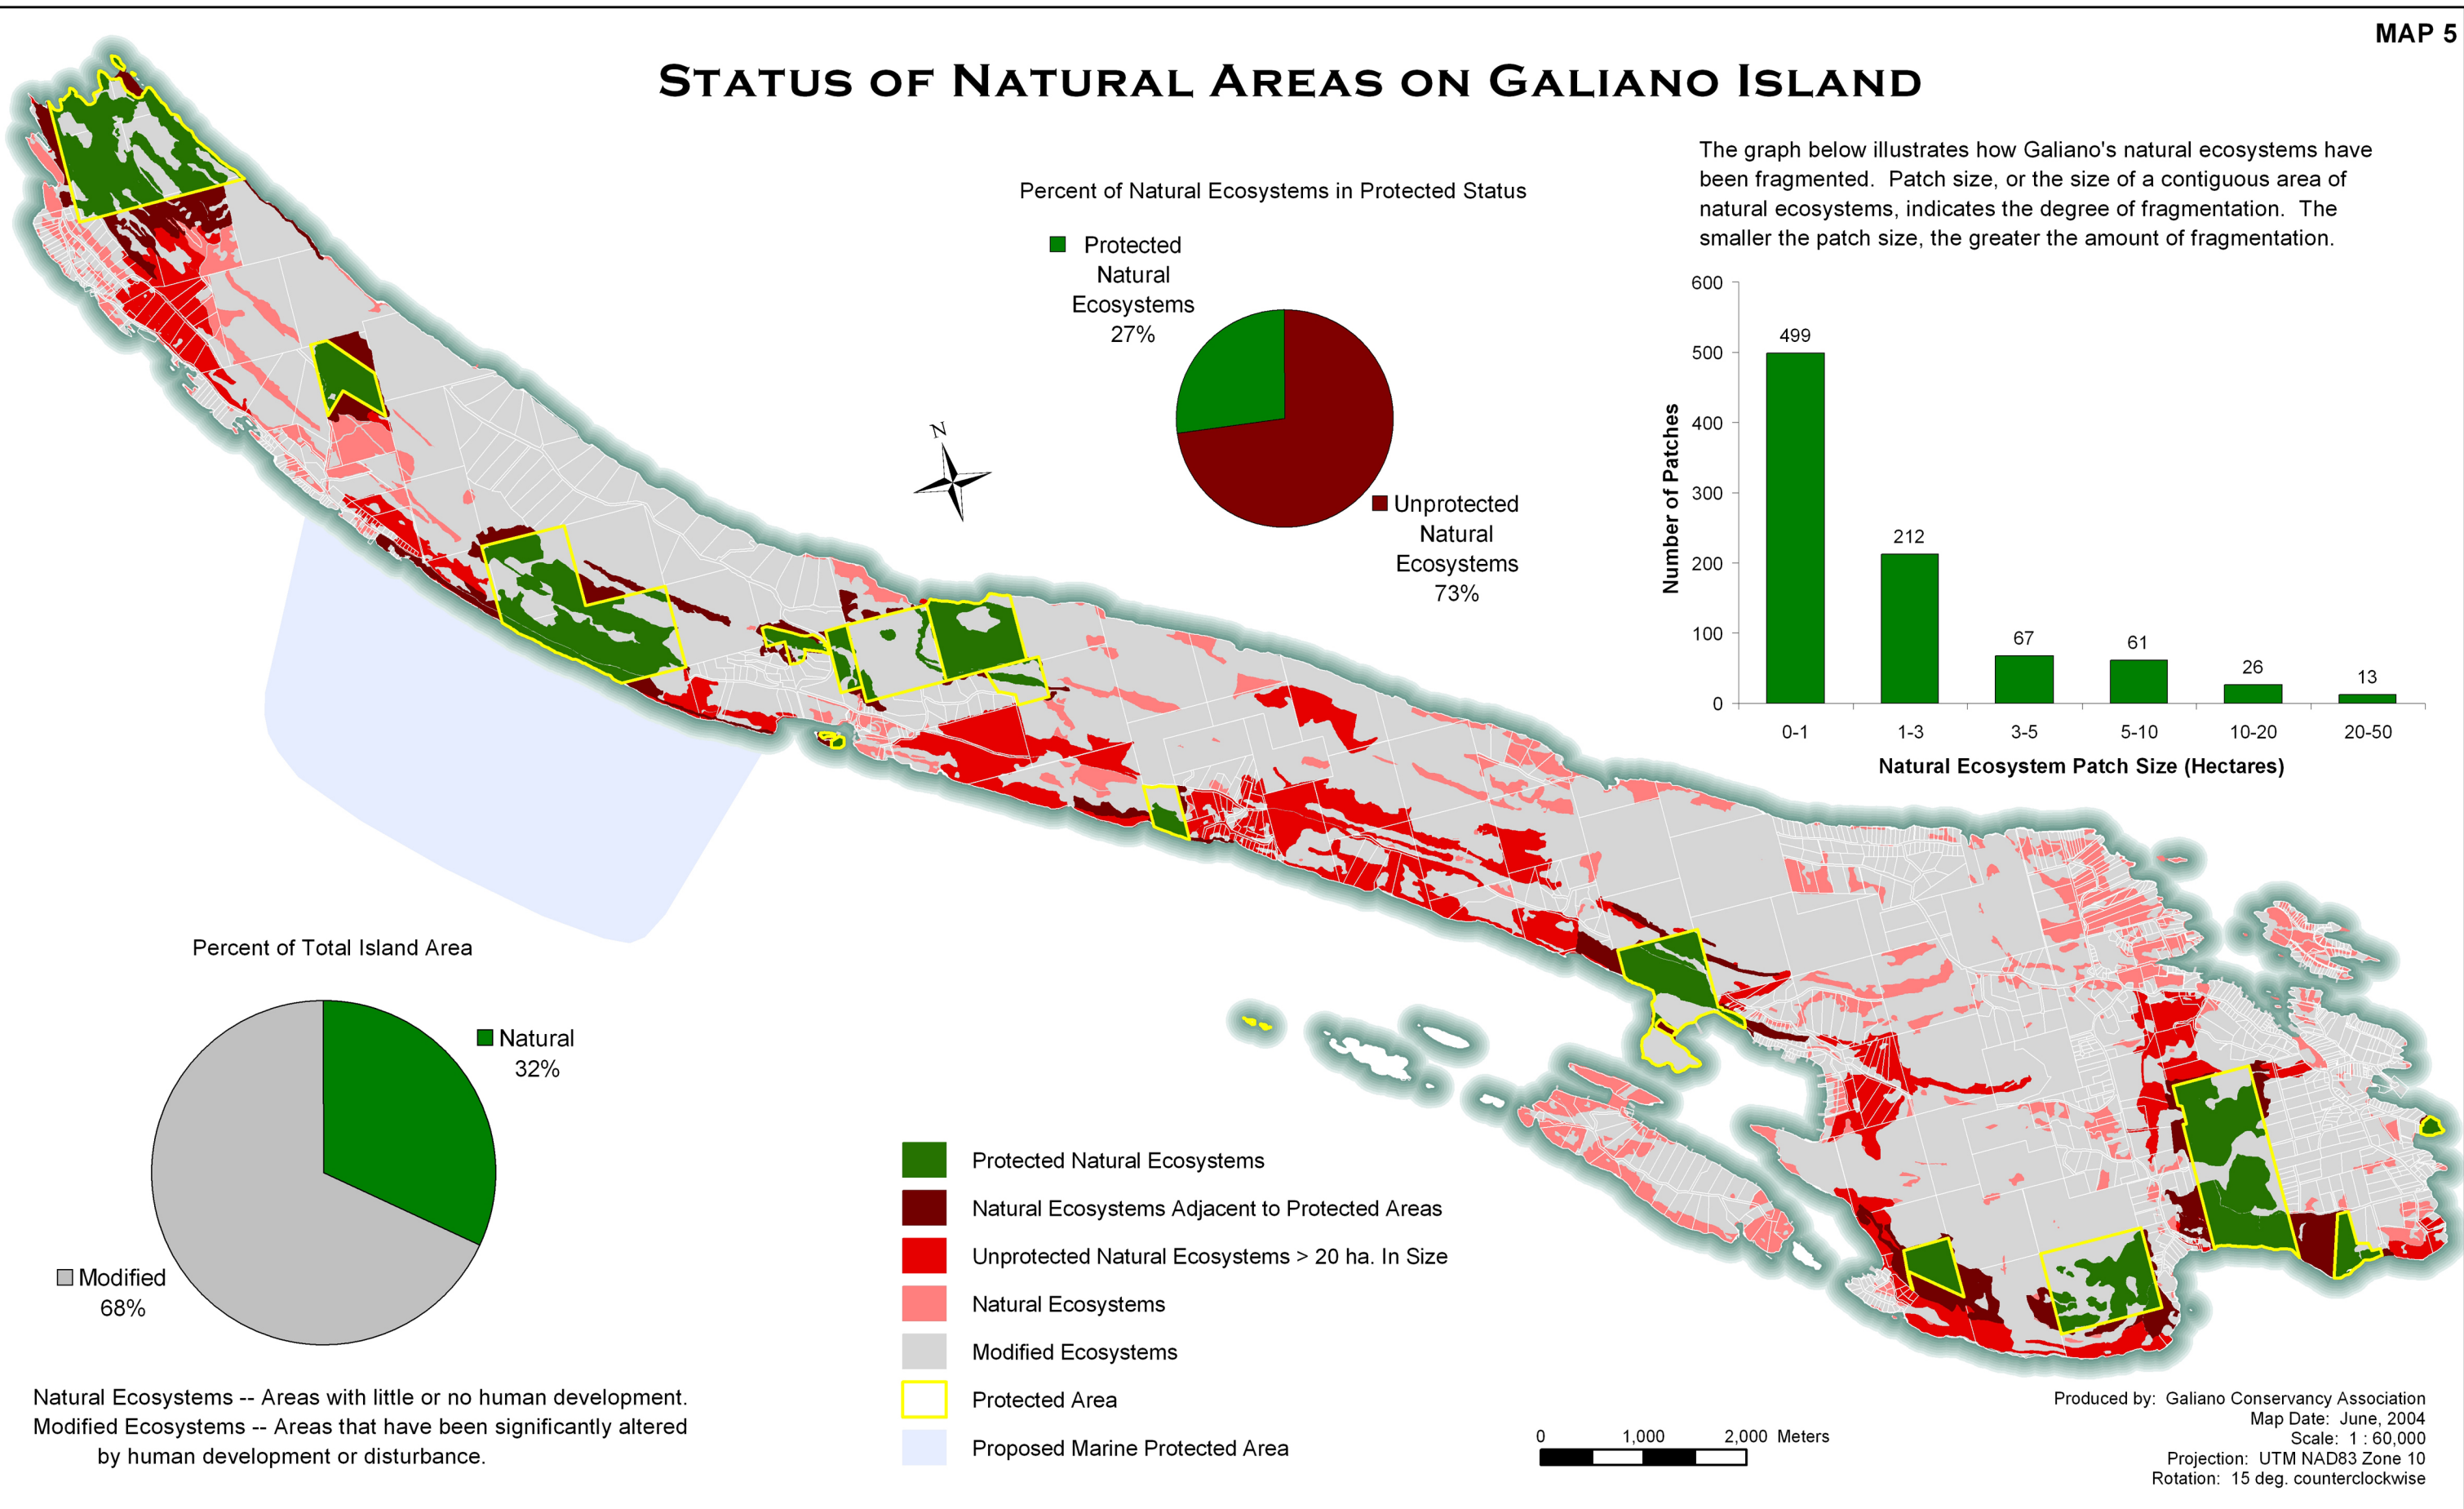 MAP 5
STATUS OF NATURAL AREAS ON GALIANO ISLAND
The graph below illustrates how Galiano's natural ecosystems have
been fragmented. Patch size, or the size of a contiguous area of
natural ecosystems, indicates the degree of fragmentation. The
smaller the patch size, the greater the amount of fragmentation.
Percent of Natural Ecosystems in Protected Status
Protected
Natural
Ecosystems
27%
Unprotected
Natural
Ecosystems
73%
N
Number of Patches
600
500
400
300
200
100
0
499
212
67
61
26
13
0-1
1-3
3-5
5-10
10-20
20-50
Natural Ecosystem Patch Size (Hectares)
Percent of Total Island Area
Natural
32%
Modified
68%
Natural Ecosystems -- Areas with little or no human development.
Modified Ecosystems -- Areas that have been significantly altered
by human development or disturbance.
Protected Natural Ecosystems
Natural Ecosystems Adjacent to Protected Areas
Unprotected Natural Ecosystems > 20 ha. In Size
Natural Ecosystems
Modified Ecosystems
Protected Area
Proposed Marine Protected Area
0 1,000 2,000 Meters
Produced by: Galiano Conservancy Association
Map Date: June, 2004
Scale: 1 : 60,000
Projection: UTM NAD83 Zone 10
Rotation: 15 deg. counterclockwise